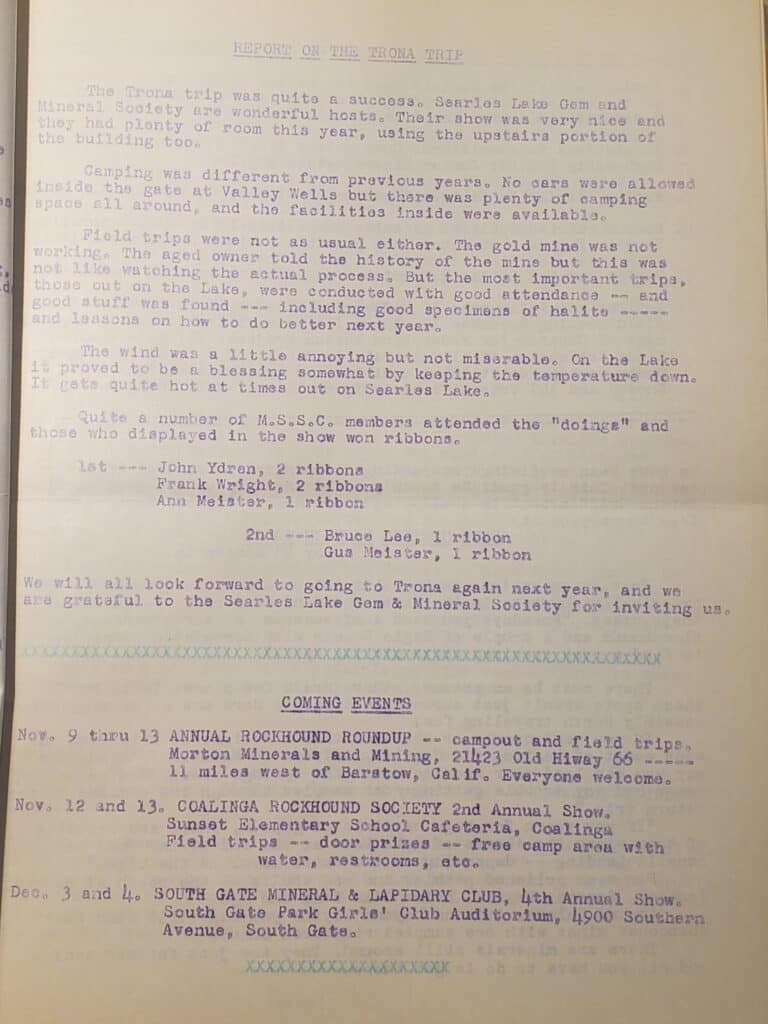 REPORT ON THE TRONA TRIP
The Trona trip was quite a success. Searles Lake Gem and
Mineral Society are wonderful hosts. Their show was very nice and
they had plenty of room this year, using the upstairs portion of
the building too.
Camping was different from previous years. No cars were allowed
inside the gate at Valley Wells but there was plenty of camping
space all around, and the facilities inside were available.
Field trips were not as usual either. The gold mine was not
working. The aged owner told the history of the mine but this was
not like watching the actual process. But the most important trips,
those out on the Lake, were conducted with good attendance -- and
good stuff was found --- including good specimens of halite -----
and lessons on how to do better next year.
The wind was a little annoying but not miserable. On the Lake
it proved to be a blessing somewhat by keeping the temperature down.
It gets quite hot at times out on Searles Lake.
Quite a number of M.S.S.C. members attended the "doings" and
those who displayed in the show won ribbons.
1st --- John Ydren, 2 ribbons
Frank Wright, 2 ribbons
Ann Meister, 1 ribbon
2nd --- Bruce Lee, 1 ribbon
Gus Meister, 1 ribbon
We will all look forward to going to Trona again next year, and we
are grateful to the Searles Lake Gem & Mineral Society for inviting us.
XXXXXXXXXXXXXXXXXXXXXXXXXXXXXXXXXXXXXXXXXXXXXXXXXXXXXXXXXXXXXXXX
COMING EVENTS
Nov. 9 thru 13 ANNUAL ROCKHOUND ROUNDUP -- campout and field trips.
Morton Minerals and Mining, 21423 Old Hiway 66 -----
11 miles west of Barstow, Calif. Everyone welcome.
Nov. 12 and 13. COALINGA ROCKHOUND SOCIETY 2nd Annual Show.
Sunset Elementary School Cafeteria, Coalinga
Field trips -- door prizes -- free camp area with
water, restrooms, etc.
Dec. 3 and 4. SOUTH GATE MINERAL & LAPIDARY CLUB, 4th Annual Show.
South Gate Park Girls' Club Auditorium, 4900 Southern
Avenue, South Gate.
XXXXXXXXXXXXXXXXXXXX